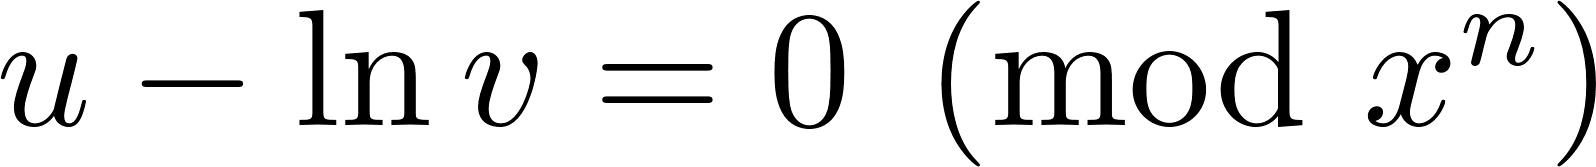 u − ln v = 0 (mod xⁿ)